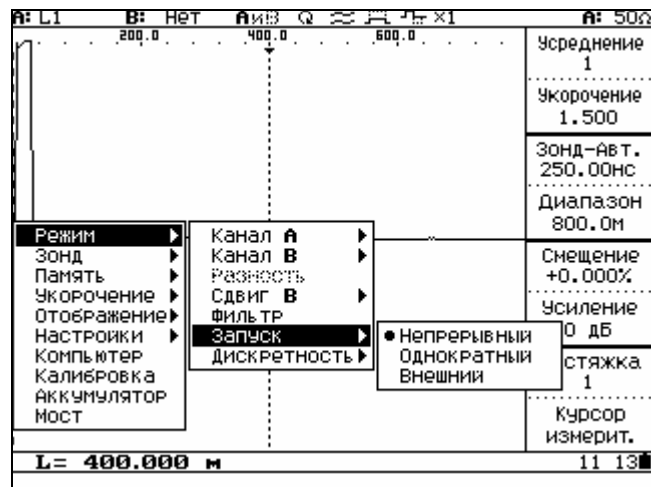 A: L1 B: Нет АиВ Q ×1 A: 50Ω
200.0 400.0 600.0
Усреднение
1
Укорочение
1.500
Зонд-Авт.
250.00нс
Диапазон
800.0м
Смещение
+0.000%
Усиление
0 дБ
стяжка
1
Курсор
измерит.
Режим
Зонд
Память
Укорочение
Отображение
Настройки
Компьютер
Калибровка
Аккумулятор
Мост
Канал А
Канал В
Разность
Сдвиг В
Фильтр
Запуск
Дискретность
Непрерывный
Однократный
Внешний
L= 400.000 м 11 13